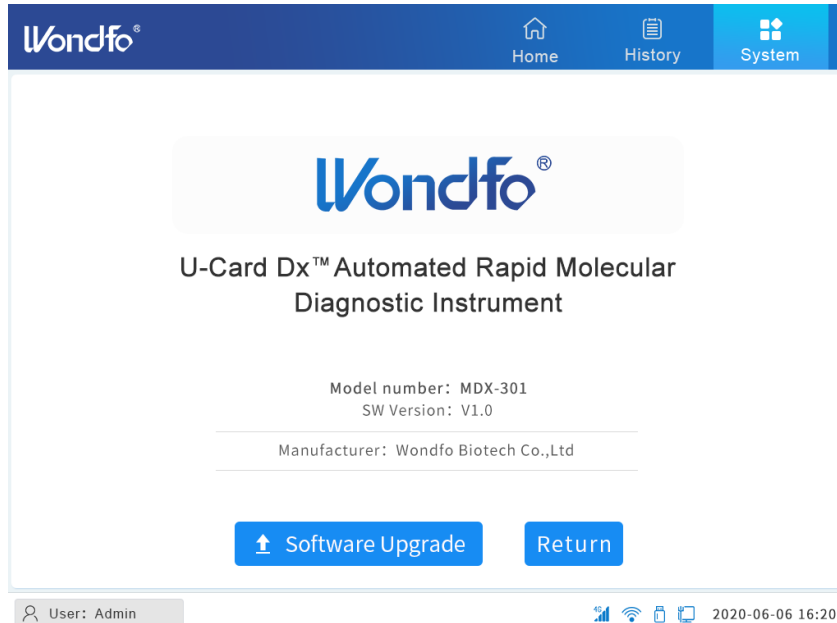 Wondfo®
Home
History
System
Wondfo®
U-Card Dx™ Automated Rapid Molecular
Diagnostic Instrument
Model number： MDX-301
SW Version： V1.0
Manufacturer： Wondfo Biotech Co.,Ltd
Software Upgrade
Return
User： Admin
4G
2020-06-06 16:20